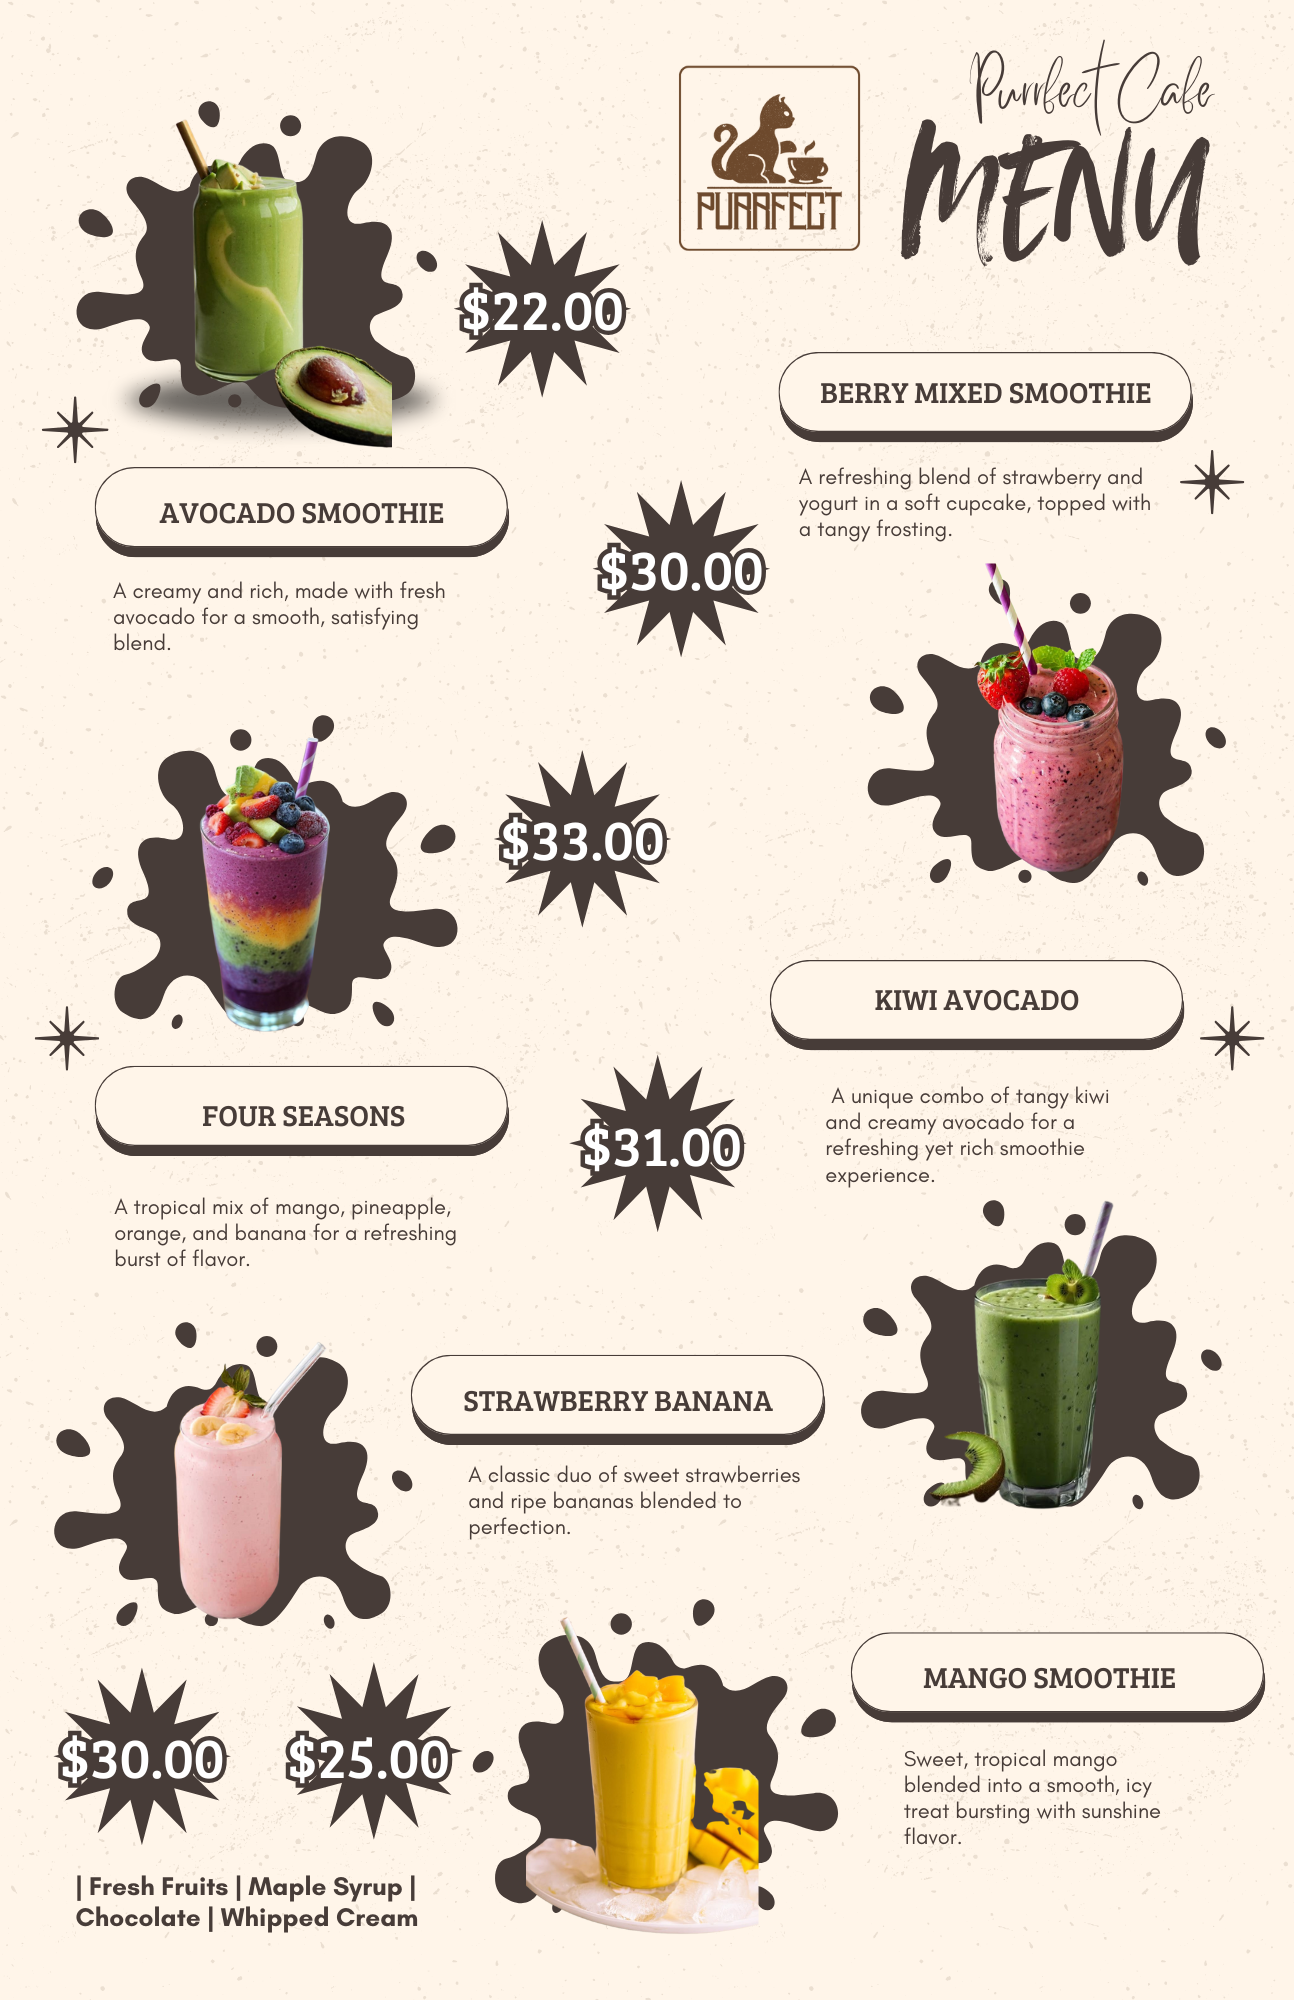 Purrfect Cafe
MENU
PURRFECT
$22.00
AVOCADO SMOOTHIE
A creamy and rich, made with fresh
avocado for a smooth, satisfying
blend.
BERRY MIXED SMOOTHIE
A refreshing blend of strawberry and
yogurt in a soft cupcake, topped with
a tangy frosting.
$30.00
$33.00
FOUR SEASONS
A tropical mix of mango, pineapple,
orange, and banana for a refreshing
burst of flavor.
KIWI AVOCADO
A unique combo of tangy kiwi
and creamy avocado for a
refreshing yet rich smoothie
experience.
$31.00
STRAWBERRY BANANA
A classic duo of sweet strawberries
and ripe bananas blended to
perfection.
$30.00
$25.00
MANGO SMOOTHIE
Sweet, tropical mango
blended into a smooth, icy
treat bursting with sunshine
flavor.
| Fresh Fruits | Maple Syrup |
Chocolate | Whipped Cream